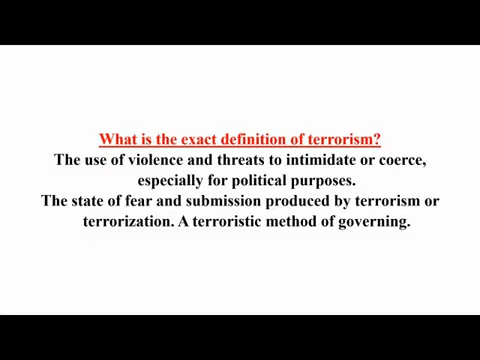 What is the exact definition of terrorism?
The use of violence and threats to intimidate or coerce,
especially for political purposes.
The state of fear and submission produced by terrorism or
terrorization. A terroristic method of governing.